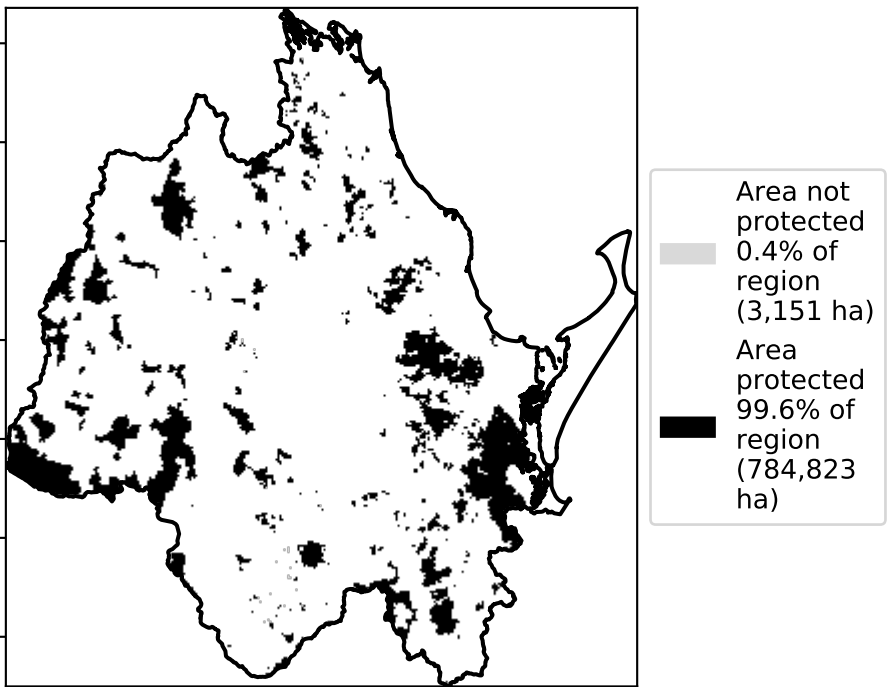 Area not
protected
0.4% of
region
(3,151 ha)
Area
protected
99.6% of
region
(784,823
ha)